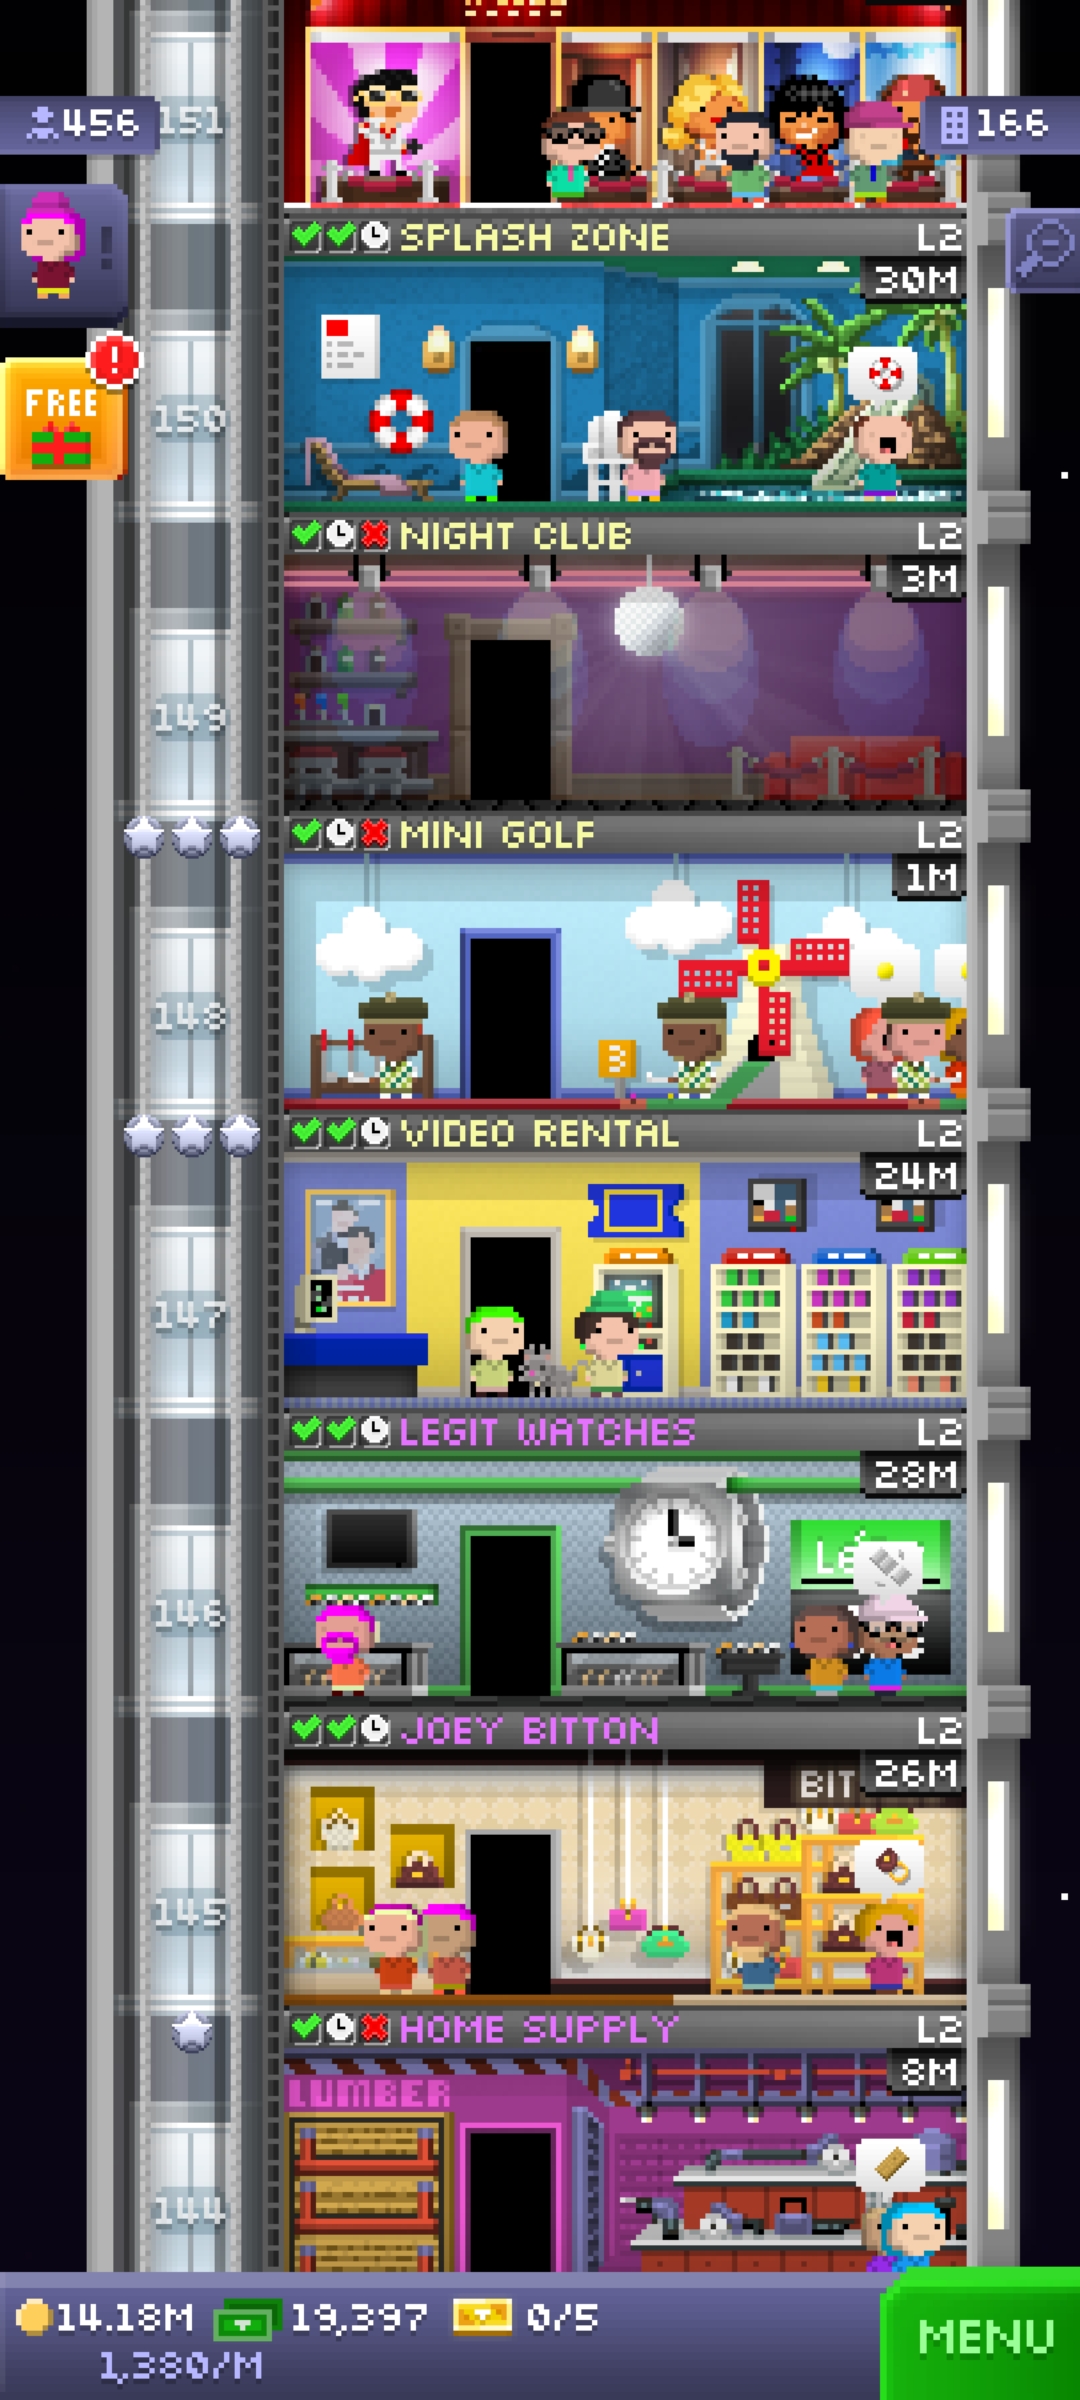 456
151
166
SPLASH ZONE
L2
30M
FREE
!
150
NIGHT CLUB
L2
3M
149
MINI GOLF
L2
1M
148
3
VIDEO RENTAL
L2
24M
147
LEGIT WATCHES
L2
28M
146
JOEY BITTON
L2
BIT
26M
145
HOME SUPPLY
L2
8M
LUMBER
144
14.18M
19,397
0/5
MENU
1,380/M